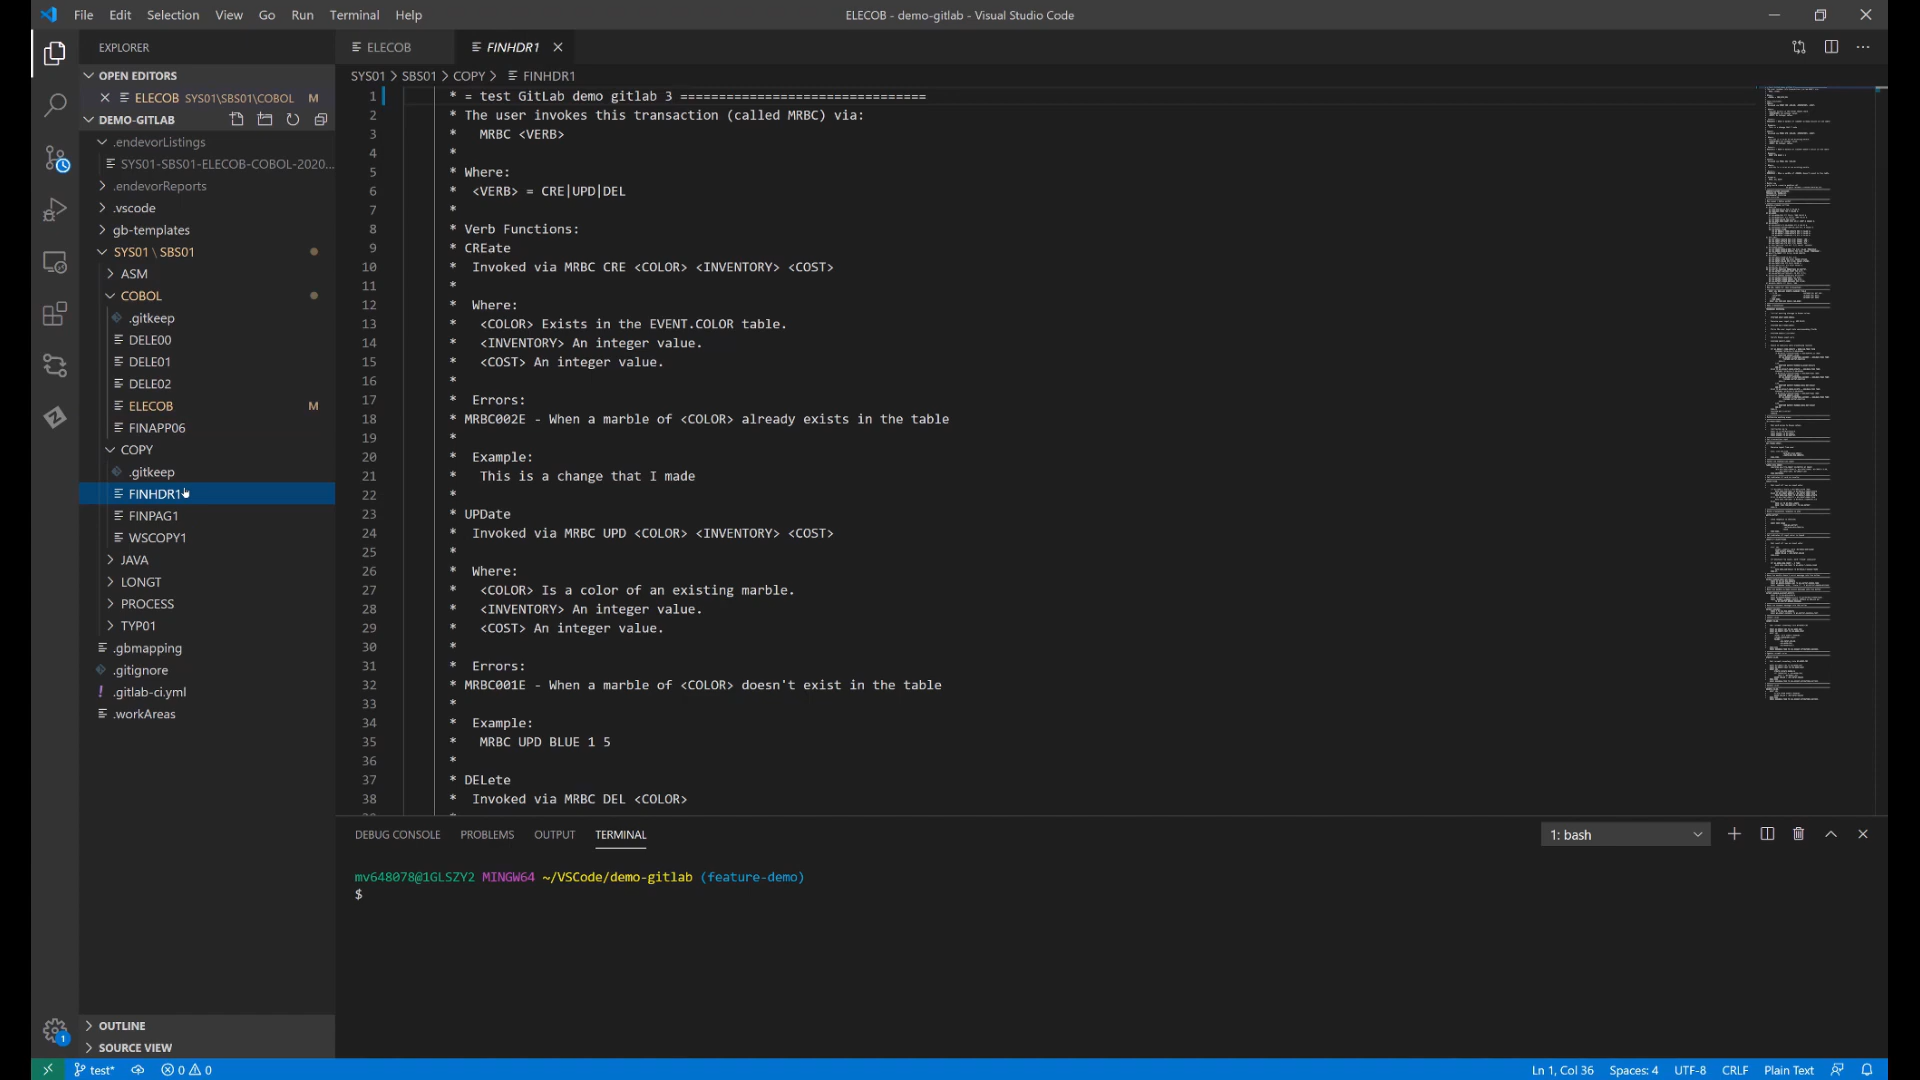 File Edit Selection View Go Run Terminal Help
ELECOB - demo-gitlab - Visual Studio Code
EXPLORER
OPEN EDITORS
ELECOB SYS01\SBS01\COBOL M
DEMO-GITLAB
.endevorListings
SYS01-SBS01-ELECOB-COBOL-2020...
.endevorReports
.vscode
gb-templates
SYS01 \ SBS01
ASM
COBOL
.gitkeep
DELE00
DELE01
DELE02
ELECOB M
FINAPP06
COPY
.gitkeep
FINHDR1
FINPAG1
WSCOPY1
JAVA
LONGT
PROCESS
TYP01
.gbmapping
.gitignore
! .gitlab-ci.yml
.workAreas
OUTLINE
SOURCE VIEW
ELECOB FINHDR1
SYS01 > SBS01 > COPY > FINHDR1
1 * = test GitLab demo gitlab 3 ================================
2 * The user invokes this transaction (called MRBC) via:
3 * MRBC <VERB>
4 *
5 * Where:
6 * <VERB> = CRE|UPD|DEL
7 *
8 * Verb Functions:
9 * CREate
10 * Invoked via MRBC CRE <COLOR> <INVENTORY> <COST>
11 *
12 * Where:
13 * <COLOR> Exists in the EVENT.COLOR table.
14 * <INVENTORY> An integer value.
15 * <COST> An integer value.
16 *
17 * Errors:
18 * MRBC002E - When a marble of <COLOR> already exists in the table
19 *
20 * Example:
21 * This is a change that I made
22 *
23 * UPDate
24 * Invoked via MRBC UPD <COLOR> <INVENTORY> <COST>
25 *
26 * Where:
27 * <COLOR> Is a color of an existing marble.
28 * <INVENTORY> An integer value.
29 * <COST> An integer value.
30 *
31 * Errors:
32 * MRBC001E - When a marble of <COLOR> doesn't exist in the table
33 *
34 * Example:
35 * MRBC UPD BLUE 1 5
36 *
37 * DELete
38 * Invoked via MRBC DEL <COLOR>
DEBUG CONSOLE PROBLEMS OUTPUT TERMINAL
1: bash
mv648078@1GLSZY2 MINGW64 ~/VSCode/demo-gitlab (feature-demo)
$
1
test* 0 0
Ln 1, Col 36 Spaces: 4 UTF-8 CRLF Plain Text